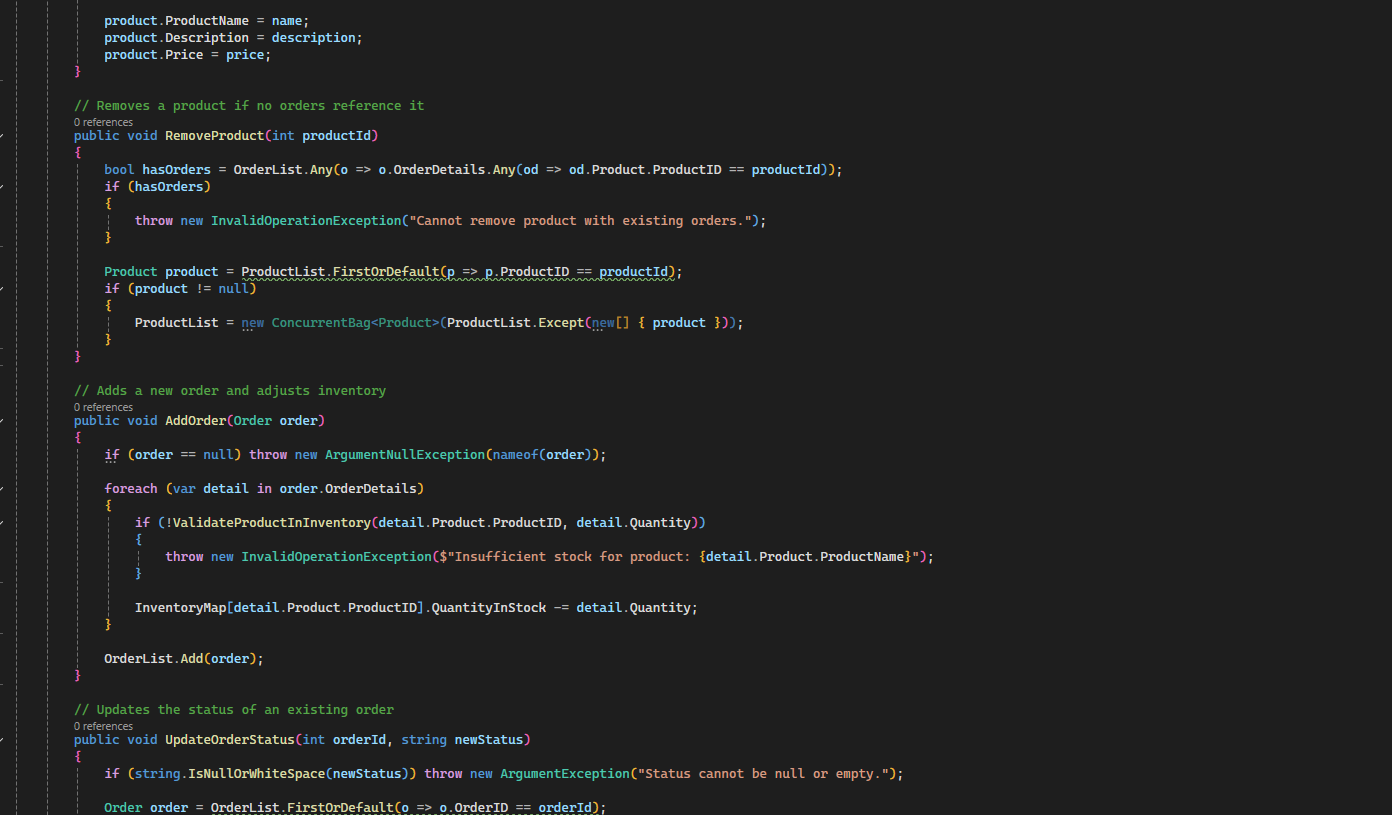 product.ProductName = name;
product.Description = description;
product.Price = price;
}
// Removes a product if no orders reference it
0 references
public void RemoveProduct(int productId)
{
bool hasOrders = OrderList.Any(o => o.OrderDetails.Any(od => od.Product.ProductID == productId));
if (hasOrders)
{
throw new InvalidOperationException("Cannot remove product with existing orders.");
}
Product product = ProductList.FirstOrDefault(p => p.ProductID == productId);
if (product != null)
{
ProductList = new ConcurrentBag<Product>(ProductList.Except(new[] { product }));
}
}
// Adds a new order and adjusts inventory
0 references
public void AddOrder(Order order)
{
if (order == null) throw new ArgumentNullException(nameof(order));
foreach (var detail in order.OrderDetails)
{
if (!ValidateProductInInventory(detail.Product.ProductID, detail.Quantity))
{
throw new InvalidOperationException($"Insufficient stock for product: {detail.Product.ProductName}");
}
InventoryMap[detail.Product.ProductID].QuantityInStock -= detail.Quantity;
}
OrderList.Add(order);
}
// Updates the status of an existing order
0 references
public void UpdateOrderStatus(int orderId, string newStatus)
{
if (string.IsNullOrWhiteSpace(newStatus)) throw new ArgumentException("Status cannot be null or empty.");
Order order = OrderList.FirstOrDefault(o => o.OrderID == orderId);